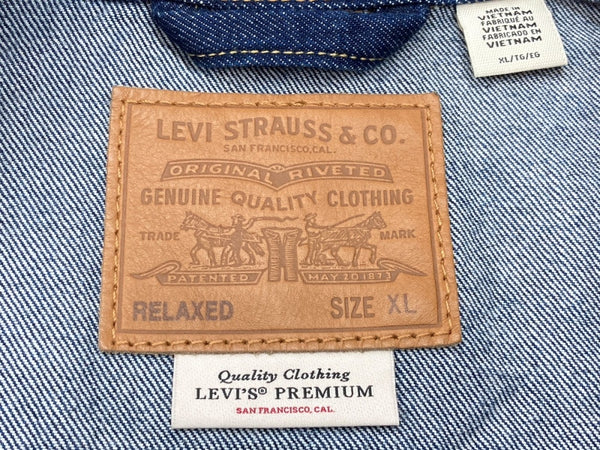 MADE IN
VIETNAM
FABRIQUÉ AU
VIETNAM
FABRICADO EN
VIETNAM
XL/TG/EG
LEVI STRAUSS & CO.
SAN FRANCISCO, CAL.
ORIGINAL RIVETED
GENUINE QUALITY CLOTHING
TRADE MARK
PATENTED MAY 20 1873
RELAXED SIZE XL
Quality Clothing
LEVI'S® PREMIUM
SAN FRANCISCO, CAL.